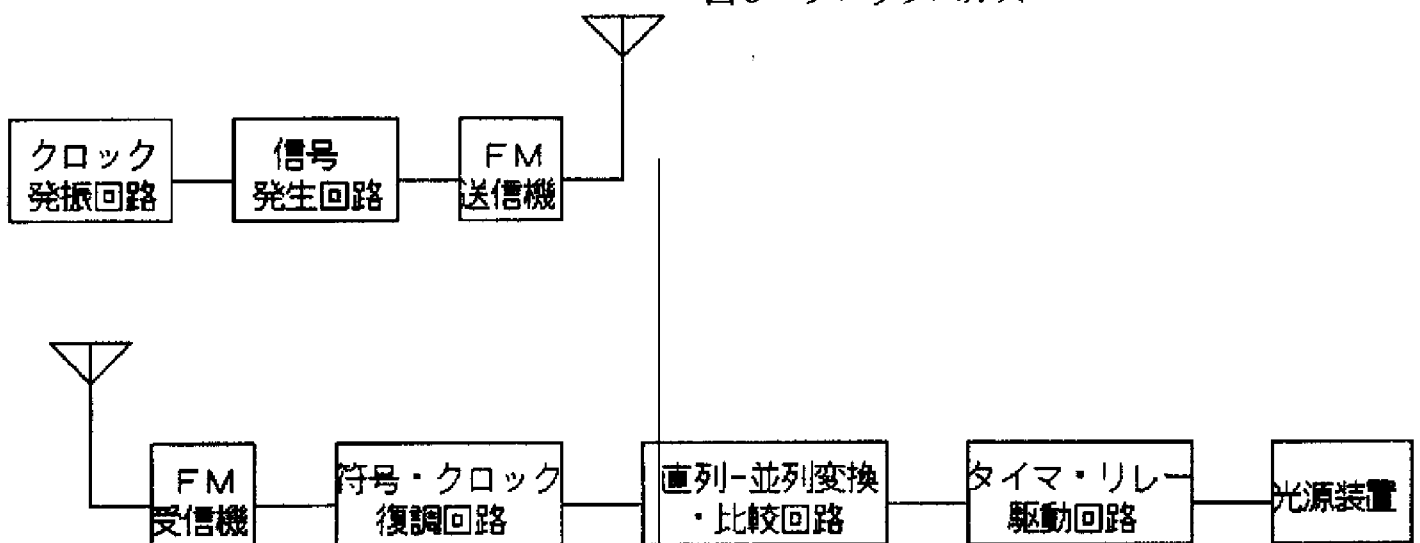 クロック
発振回路
信号
発生回路
FM
送信機
FM
受信機
符号・クロック
復調回路
直列-並列変換
・比較回路
タイマ・リレー
駆動回路
光源装置